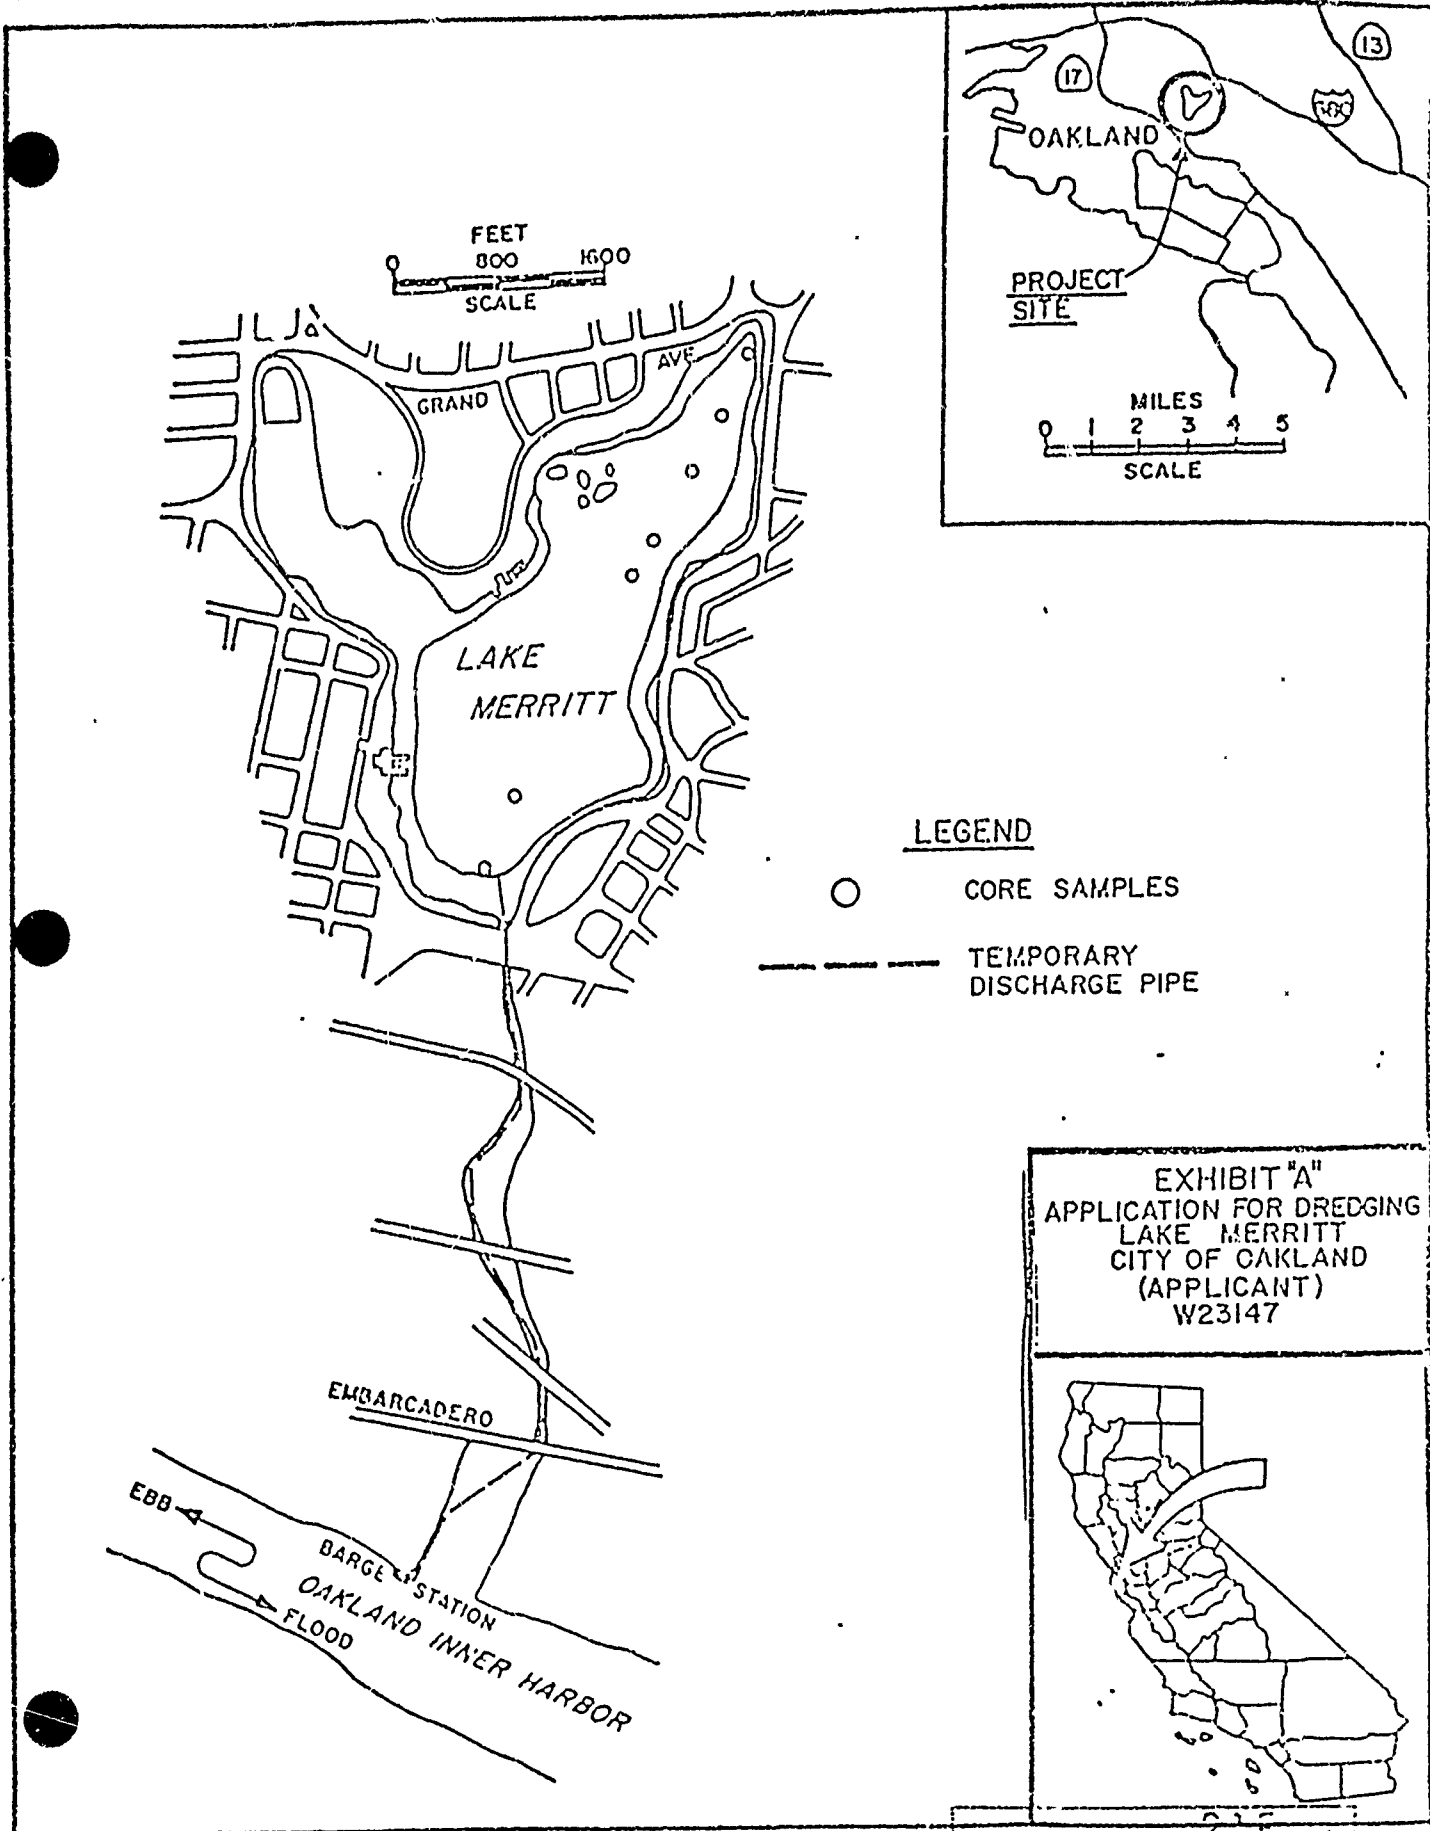 FEET
0 800 1600
SCALE
GRAND
AVE
LAKE
MERRITT
17
13
OAKLAND
PROJECT
SITE
MILES
0 1 2 3 4 5
SCALE
LEGEND
CORE SAMPLES
TEMPORARY
DISCHARGE PIPE
EMBARCADERO
EBB
FLOOD
BARGE STATION
OAKLAND INNER HARBOR
EXHIBIT "A"
APPLICATION FOR DREDGING
LAKE MERRITT
CITY OF OAKLAND
(APPLICANT)
W23147